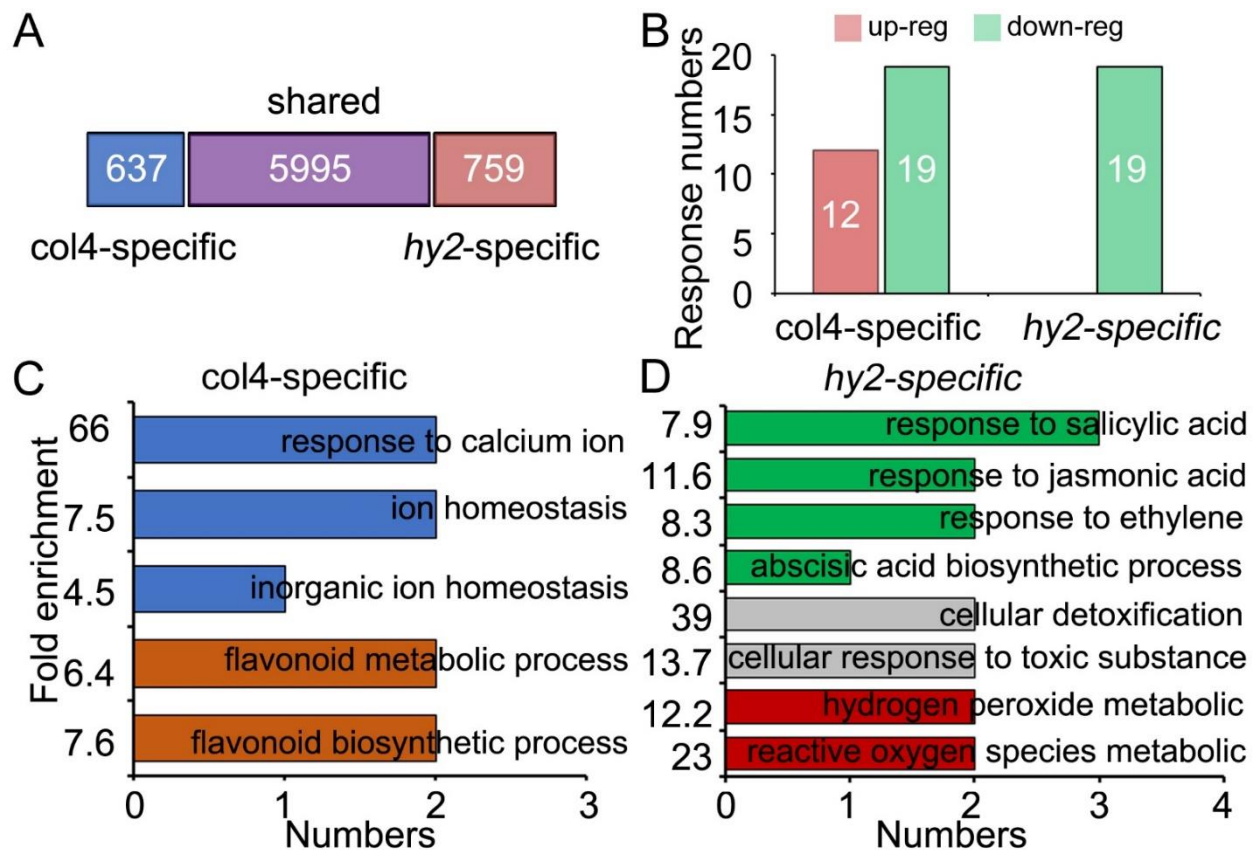 A
shared
637
5995
759
col4-specific
hy2-specific
B
up-reg
down-reg
Response numbers
20
15
10
5
0
12
19
19
col4-specific
hy2-specific
C
col4-specific
Fold enrichment
66
response to calcium ion
7.5
ion homeostasis
4.5
inorganic ion homeostasis
6.4
flavonoid metabolic process
7.6
flavonoid biosynthetic process
0 1 2 3
Numbers
D
hy2-specific
7.9
response to salicylic acid
11.6
response to jasmonic acid
8.3
response to ethylene
8.6
abscisic acid biosynthetic process
39
cellular detoxification
13.7
cellular response to toxic substance
12.2
hydrogen peroxide metabolic
23
reactive oxygen species metabolic
0 1 2 3 4
Numbers